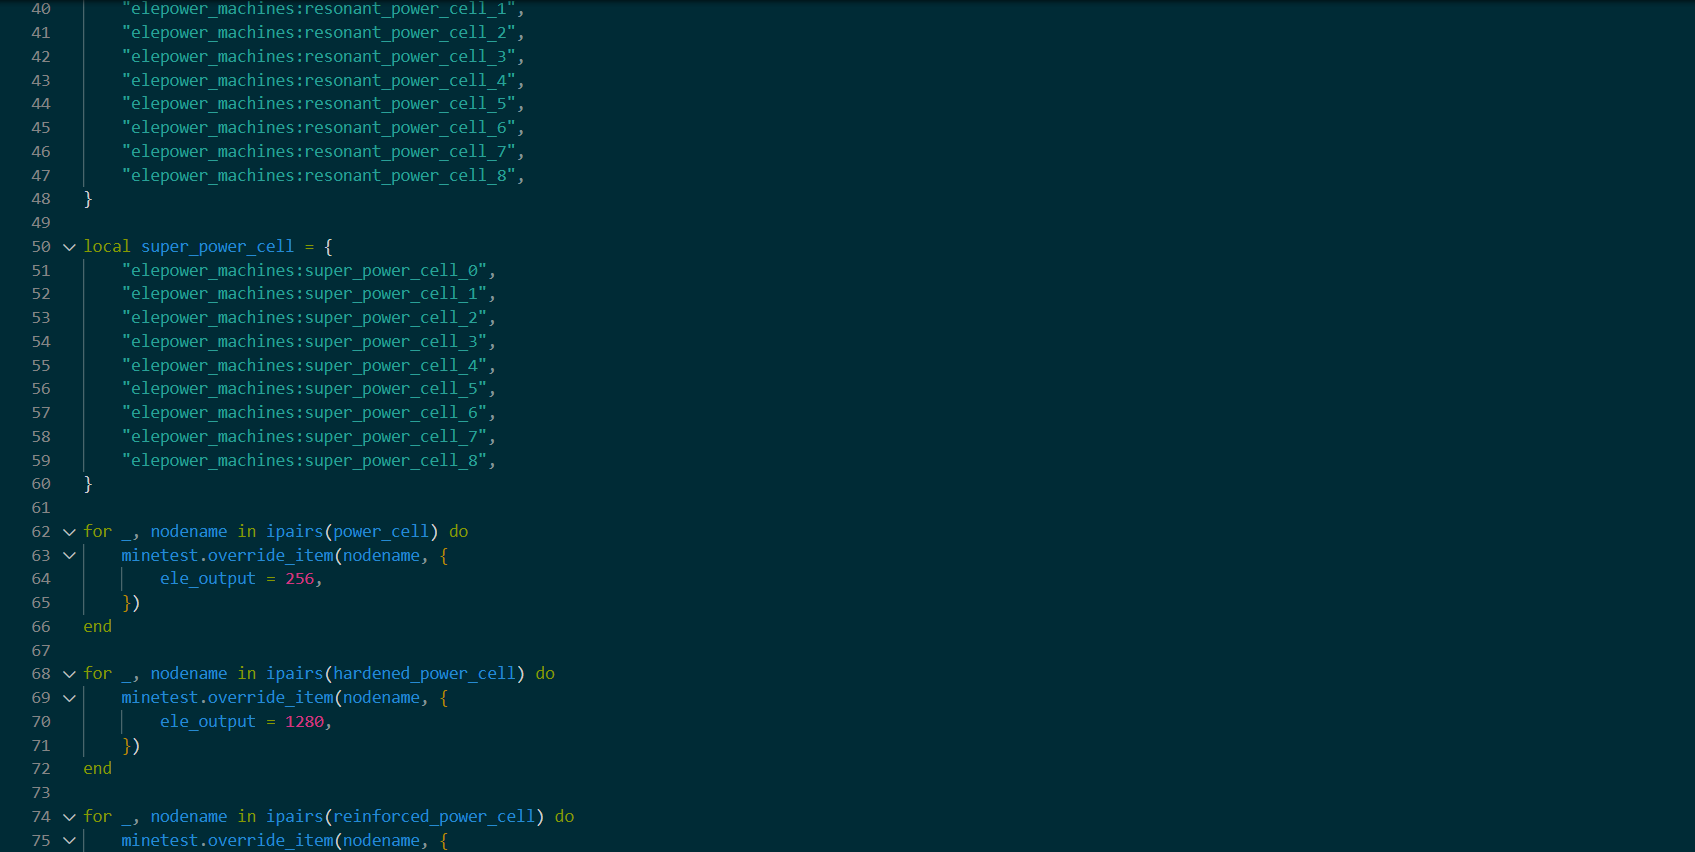 40 "elepower_machines:resonant_power_cell_1",
41 "elepower_machines:resonant_power_cell_2",
42 "elepower_machines:resonant_power_cell_3",
43 "elepower_machines:resonant_power_cell_4",
44 "elepower_machines:resonant_power_cell_5",
45 "elepower_machines:resonant_power_cell_6",
46 "elepower_machines:resonant_power_cell_7",
47 "elepower_machines:resonant_power_cell_8",
48 }
49
50 local super_power_cell = {
51 "elepower_machines:super_power_cell_0",
52 "elepower_machines:super_power_cell_1",
53 "elepower_machines:super_power_cell_2",
54 "elepower_machines:super_power_cell_3",
55 "elepower_machines:super_power_cell_4",
56 "elepower_machines:super_power_cell_5",
57 "elepower_machines:super_power_cell_6",
58 "elepower_machines:super_power_cell_7",
59 "elepower_machines:super_power_cell_8",
60 }
61
62 for _, nodename in ipairs(power_cell) do
63 minetest.override_item(nodename, {
64 ele_output = 256,
65 })
66 end
67
68 for _, nodename in ipairs(hardened_power_cell) do
69 minetest.override_item(nodename, {
70 ele_output = 1280,
71 })
72 end
73
74 for _, nodename in ipairs(reinforced_power_cell) do
75 minetest.override_item(nodename, {